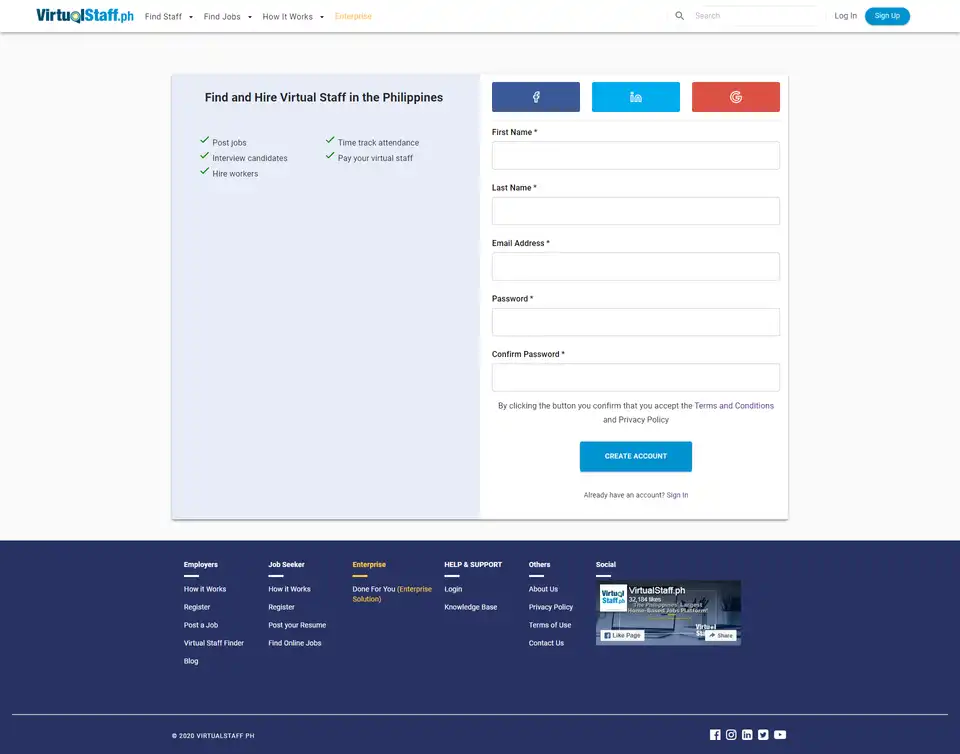 VirtualStaff.ph
Find Staff
Find Jobs
How It Works
Enterprise
Search
Log In
Sign Up
Find and Hire Virtual Staff in the Philippines
Post jobs
Interview candidates
Hire workers
Time track attendance
Pay your virtual staff
First Name *
Last Name *
Email Address *
Password *
Confirm Password *
By clicking the button you confirm that you accept the Terms and Conditions
and Privacy Policy
CREATE ACCOUNT
Already have an account? Sign In
Employers
How it Works
Register
Post a Job
Virtual Staff Finder
Blog
Job Seeker
How It Works
Register
Post your Resume
Find Online Jobs
Enterprise
Done For You (Enterprise
Solution)
HELP & SUPPORT
Login
Knowledge Base
Others
About Us
Privacy Policy
Terms of Use
Contact Us
Social
Virtual
Staff.ph
VirtualStaff.ph
32,184 likes
The Philippines' Largest
Home-Based Jobs Platform!
Like Page
Share
© 2020 VIRTUALSTAFF PH